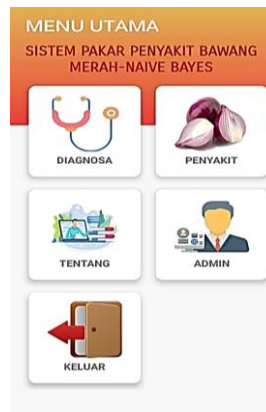 MENU UTAMA
SISTEM PAKAR PENYAKIT BAWANG
MERAH-NAIVE BAYES
DIAGNOSA
PENYAKIT
TENTANG
ADMIN
KELUAR